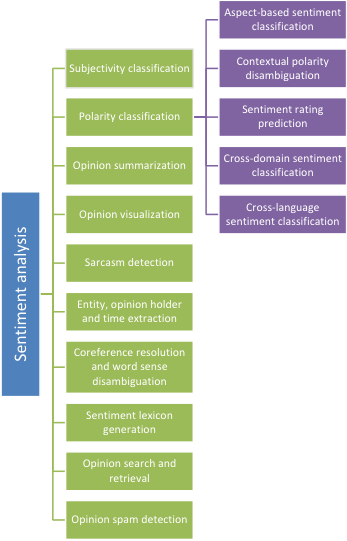 Sentiment analysis
Subjectivity classification
Polarity classification
Opinion summarization
Opinion visualization
Sarcasm detection
Entity, opinion holder
and time extraction
Coreference resolution
and word sense
disambiguation
Sentiment lexicon
generation
Opinion search and
retrieval
Opinion spam detection
Aspect-based sentiment
classification
Contextual polarity
disambiguation
Sentiment rating
prediction
Cross-domain sentiment
classification
Cross-language
sentiment classification